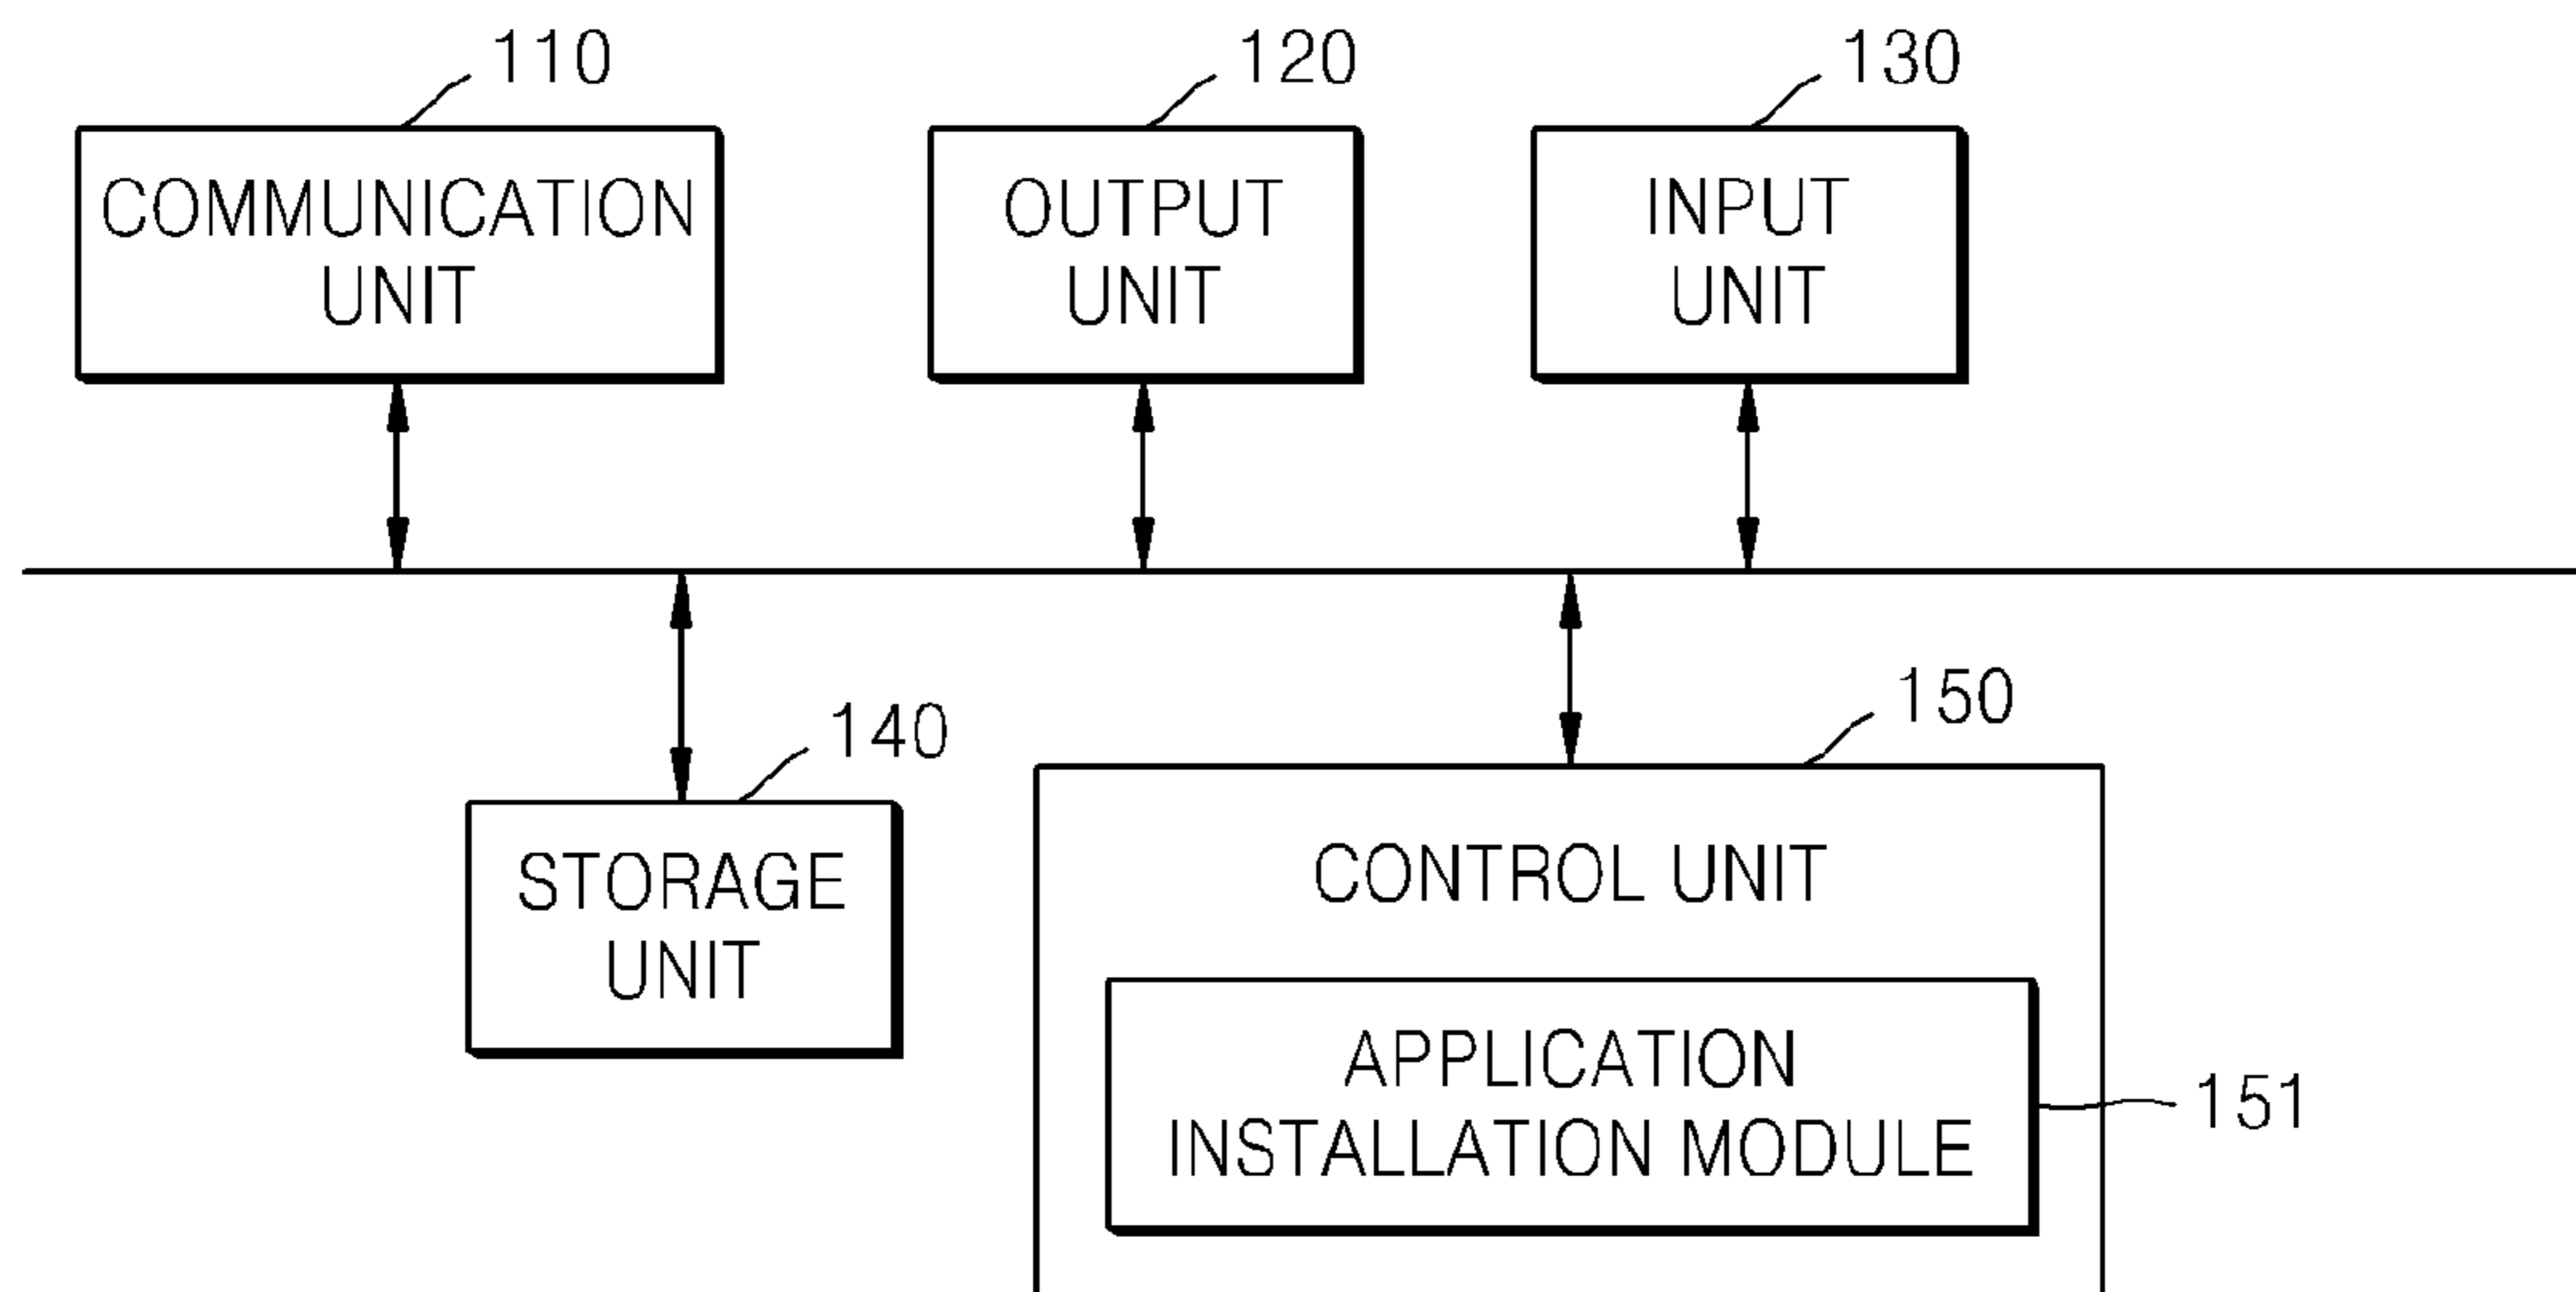 110
120
130
COMMUNICATION
UNIT
OUTPUT
UNIT
INPUT
UNIT
140
150
STORAGE
UNIT
CONTROL UNIT
APPLICATION
INSTALLATION MODULE
151